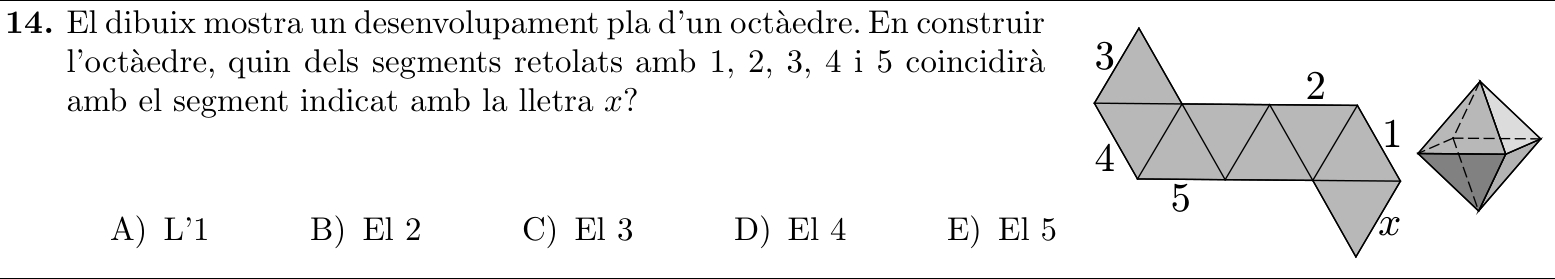 14. El dibuix mostra un desenvolupament pla d'un octàedre. En construir
l'octàedre, quin dels segments retolats amb 1, 2, 3, 4 i 5 coincidirà
amb el segment indicat amb la lletra x?
3
2
1
4
5
x
A) L'1 B) El 2 C) El 3 D) El 4 E) El 5